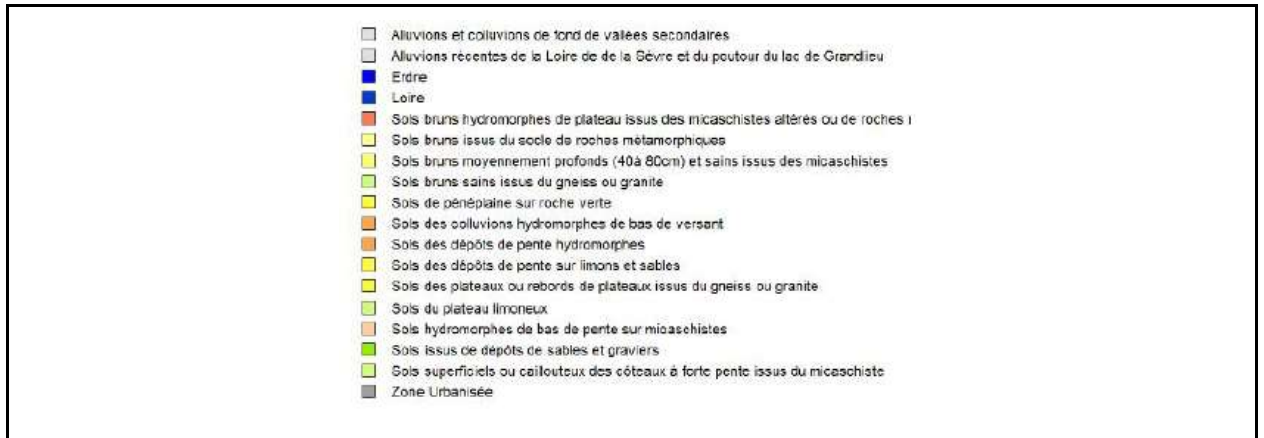 Alluvions et colluvions de fond de vallées secondaires
Alluvions récentes de la Loire de de la Sèvre et du poutour du lac de Grandlieu
Erdre
Loire
Sols bruns hydromorphes de plateau issus des micaschistes altérés ou de roches
Sols bruns issus du socle de roches métamorphiques
Sols bruns moyennement profonds (40à 80cm) et sains issus des micaschistes
Sols bruns sains issus du gneiss ou granite
Sols de pénéplaine sur roche verte
Sols des colluvions hydromorphes de bas de versant
Sols des dépôts de pente hydromorphes
Sols des dépôts de pente sur limons et sables
Sols des plateaux ou rebords de plateaux issus du gneiss ou granite
Sols du plateau limoneux
Sols hydromorphes de bas de pente sur micaschistes
Sols issus de dépôts de sables et graviers
Sols superficiels ou caillouteux des côteaux à forte pente issus du micaschiste
Zone Urbanisée